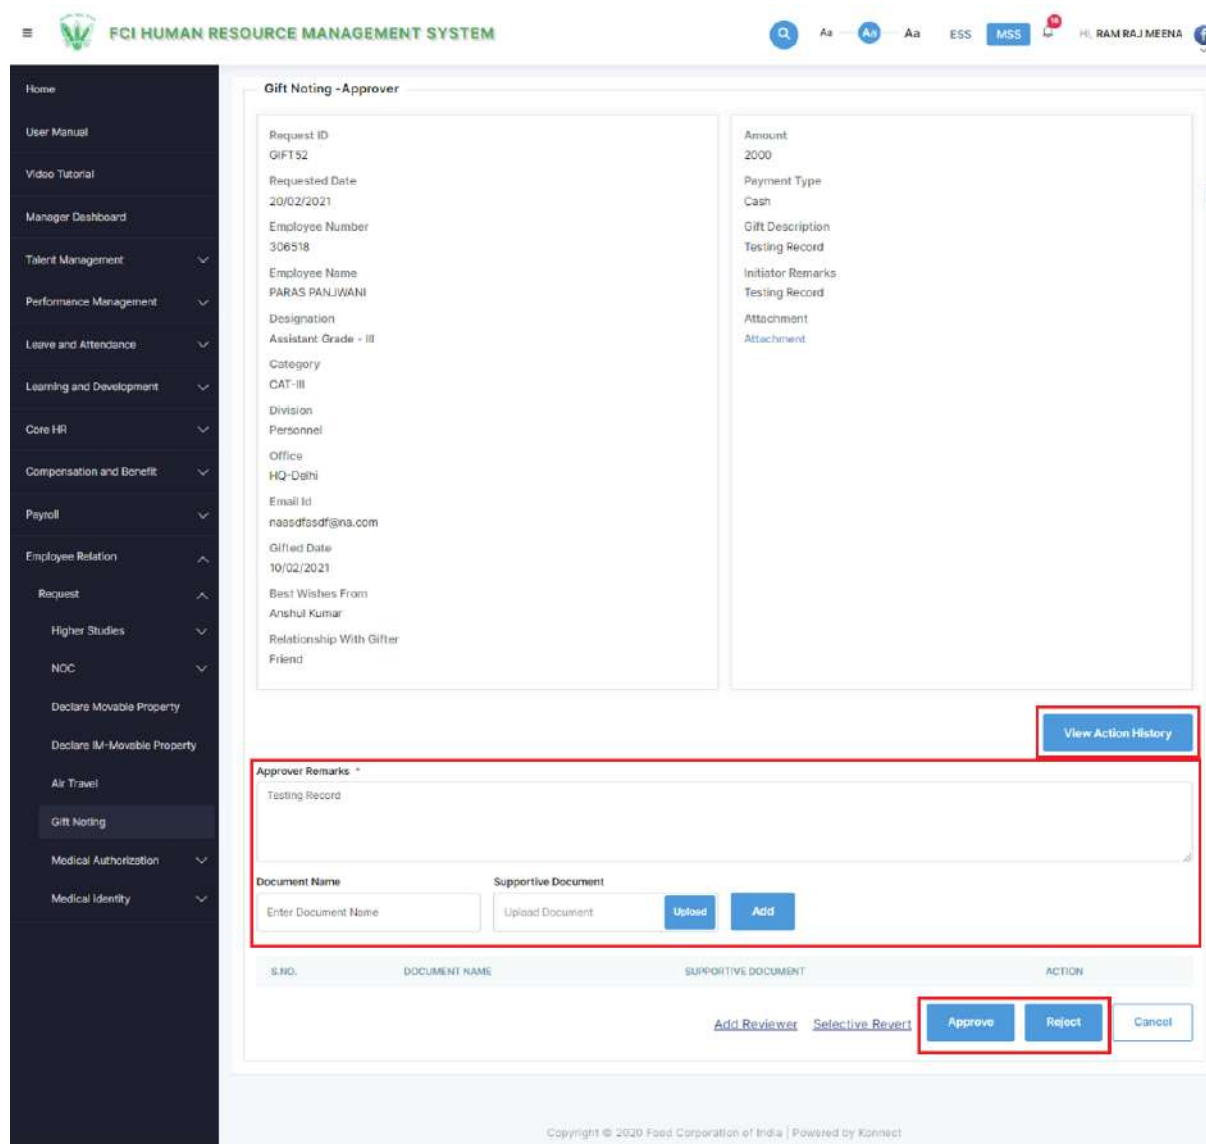 FCI HUMAN RESOURCE MANAGEMENT SYSTEM
Aa Aa Aa ESS MSS Hi, RAM RAJ MEENA
Home
User Manual
Video Tutorial
Manager Dashboard
Talent Management
Performance Management
Leave and Attendance
Learning and Development
Core HR
Compensation and Benefit
Payroll
Employee Relation
Request
Higher Studies
NOC
Declare Movable Property
Declare IM-Movable Property
Air Travel
Gift Noting
Medical Authorization
Medical Identity
Gift Noting -Approver
Request ID
GIFT52
Requested Date
20/02/2021
Employee Number
306518
Employee Name
PARAS PANJWANI
Designation
Assistant Grade - III
Category
CAT-III
Division
Personnel
Office
HQ-Delhi
Email Id
naasdfasdf@na.com
Gifted Date
10/02/2021
Best Wishes From
Anshul Kumar
Relationship With Gifter
Friend
Amount
2000
Payment Type
Cash
Gift Description
Testing Record
Initiator Remarks
Testing Record
Attachment
Attachment
View Action History
Approver Remarks *
Testing Record
Document Name Supportive Document
Enter Document Name Upload Document Upload Add
S.NO. DOCUMENT NAME SUPPORTIVE DOCUMENT ACTION
Add Reviewer Selective Revert Approve Reject Cancel
Copyright © 2020 Food Corporation of India | Powered by Konnect